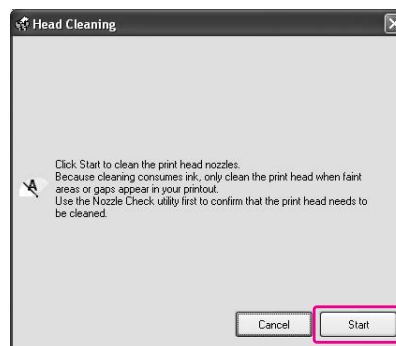 Head Cleaning
Click Start to clean the print head nozzles.
Because cleaning consumes ink, only clean the print head when faint
areas or gaps appear in your printout.
Use the Nozzle Check utility first to confirm that the print head needs to
be cleaned.
Cancel Start